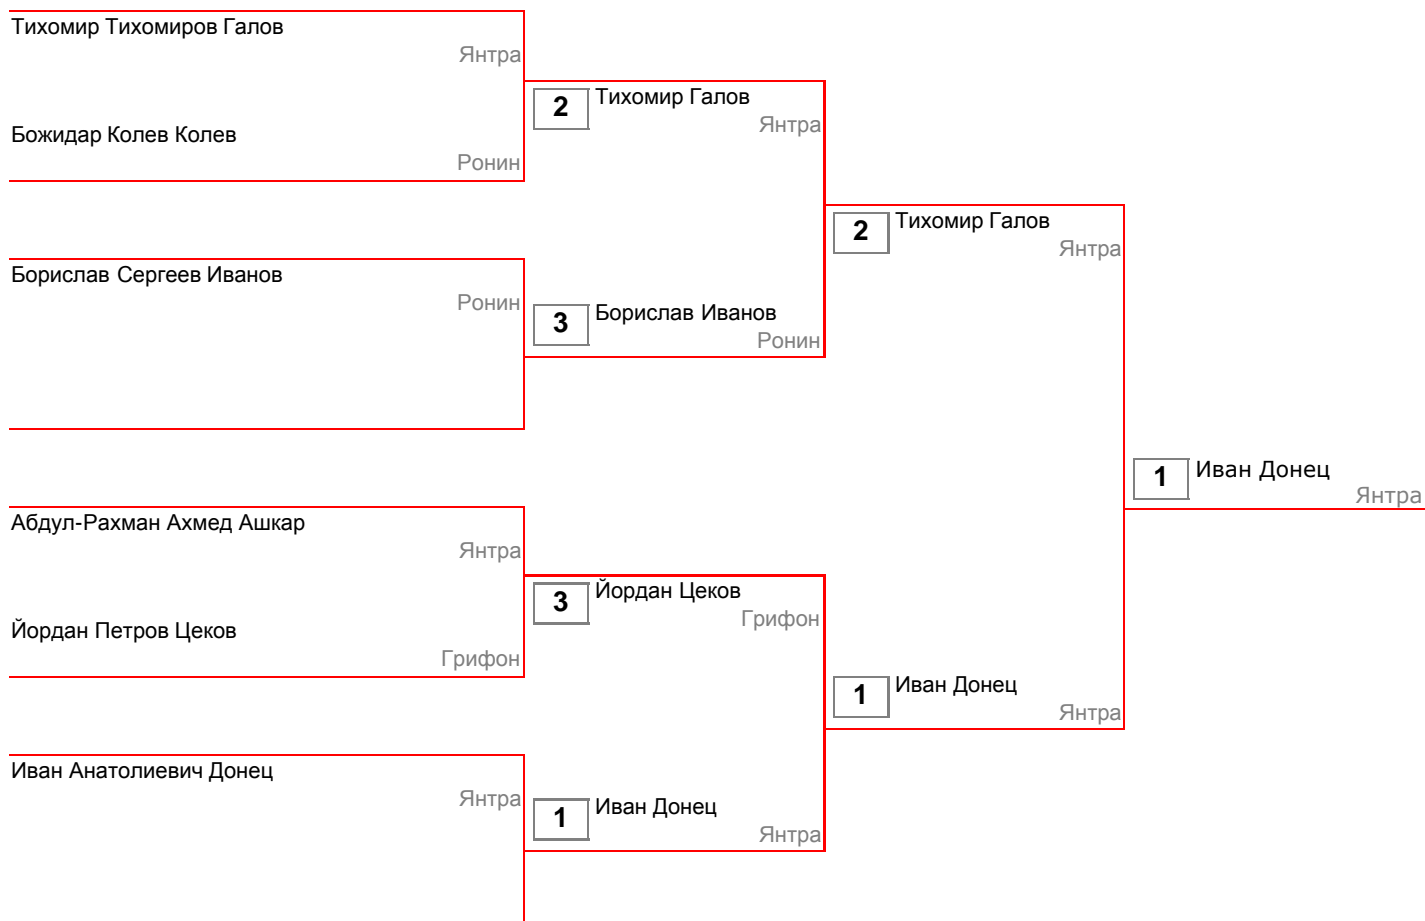 Тихомир Тихомиров Галов
Янтра
Божидар Колев Колев
Ронин
2
Тихомир Галов
Янтра
Борислав Сергеев Иванов
Ронин
3
Борислав Иванов
Ронин
2
Тихомир Галов
Янтра
Абдул-Рахман Ахмед Ашкар
Янтра
Йордан Петров Цеков
Грифон
3
Йордан Цеков
Грифон
Иван Анатолиевич Донец
Янтра
1
Иван Донец
Янтра
1
Иван Донец
Янтра
1
Иван Донец
Янтра